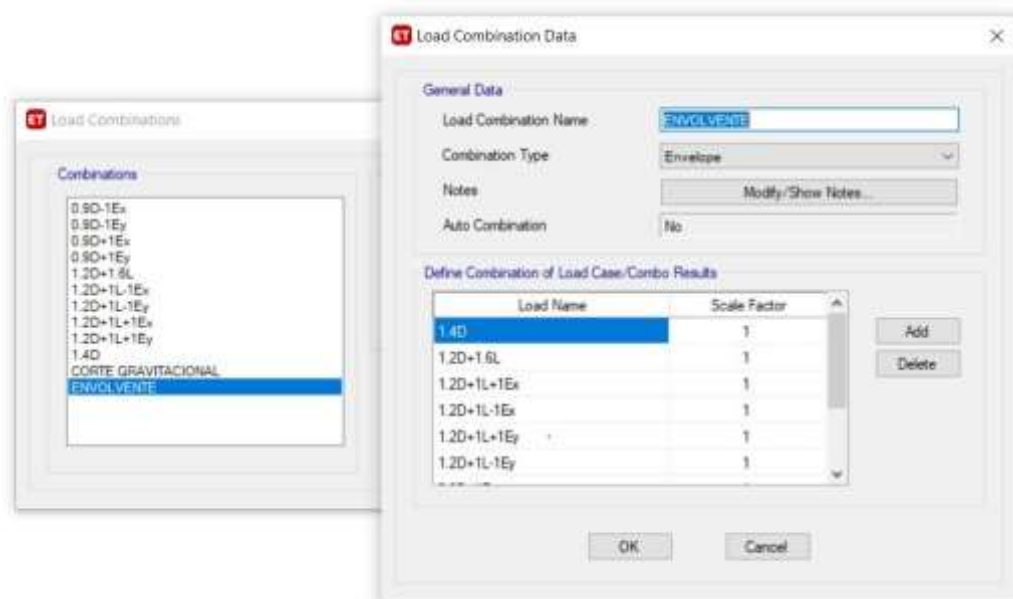 ET Load Combinations
Combinations
0.9D-1Ex
0.9D-1Ey
0.9D+1Ex
0.9D+1Ey
1.2D+1.6L
1.2D+1L-1Ex
1.2D+1L-1Ey
1.2D+1L+1Ex
1.2D+1L+1Ey
1.4D
CORTE GRAVITACIONAL
ENVOLVENTE
ET Load Combination Data
General Data
Load Combination Name ENVOLVENTE
Combination Type Envelope
Notes Modify/Show Notes...
Auto Combination No
Define Combination of Load Case/Combo Results
Load Name Scale Factor
1.4D 1
1.2D+1.6L 1
1.2D+1L+1Ex 1
1.2D+1L-1Ex 1
1.2D+1L+1Ey 1
1.2D+1L-1Ey 1
Add
Delete
OK Cancel